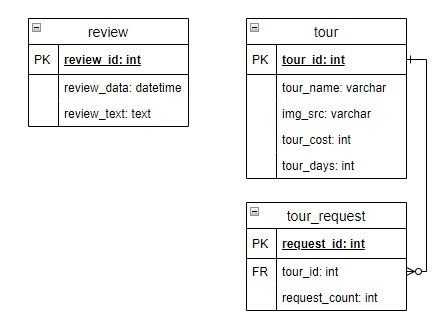 review
PK review_id: int
review_data: datetime
review_text: text
tour
PK tour_id: int
tour_name: varchar
img_src: varchar
tour_cost: int
tour_days: int
tour_request
PK request_id: int
FR tour_id: int
request_count: int